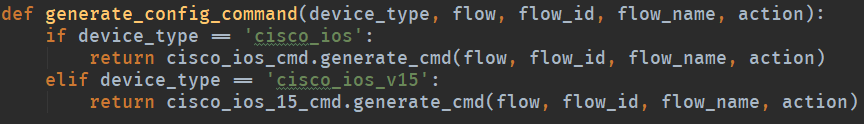 def generate_config_command(device_type, flow, flow_id, flow_name, action):
    if device_type == 'cisco_ios':
        return cisco_ios_cmd.generate_cmd(flow, flow_id, flow_name, action)
    elif device_type == 'cisco_ios_v15':
        return cisco_ios_15_cmd.generate_cmd(flow, flow_id, flow_name, action)